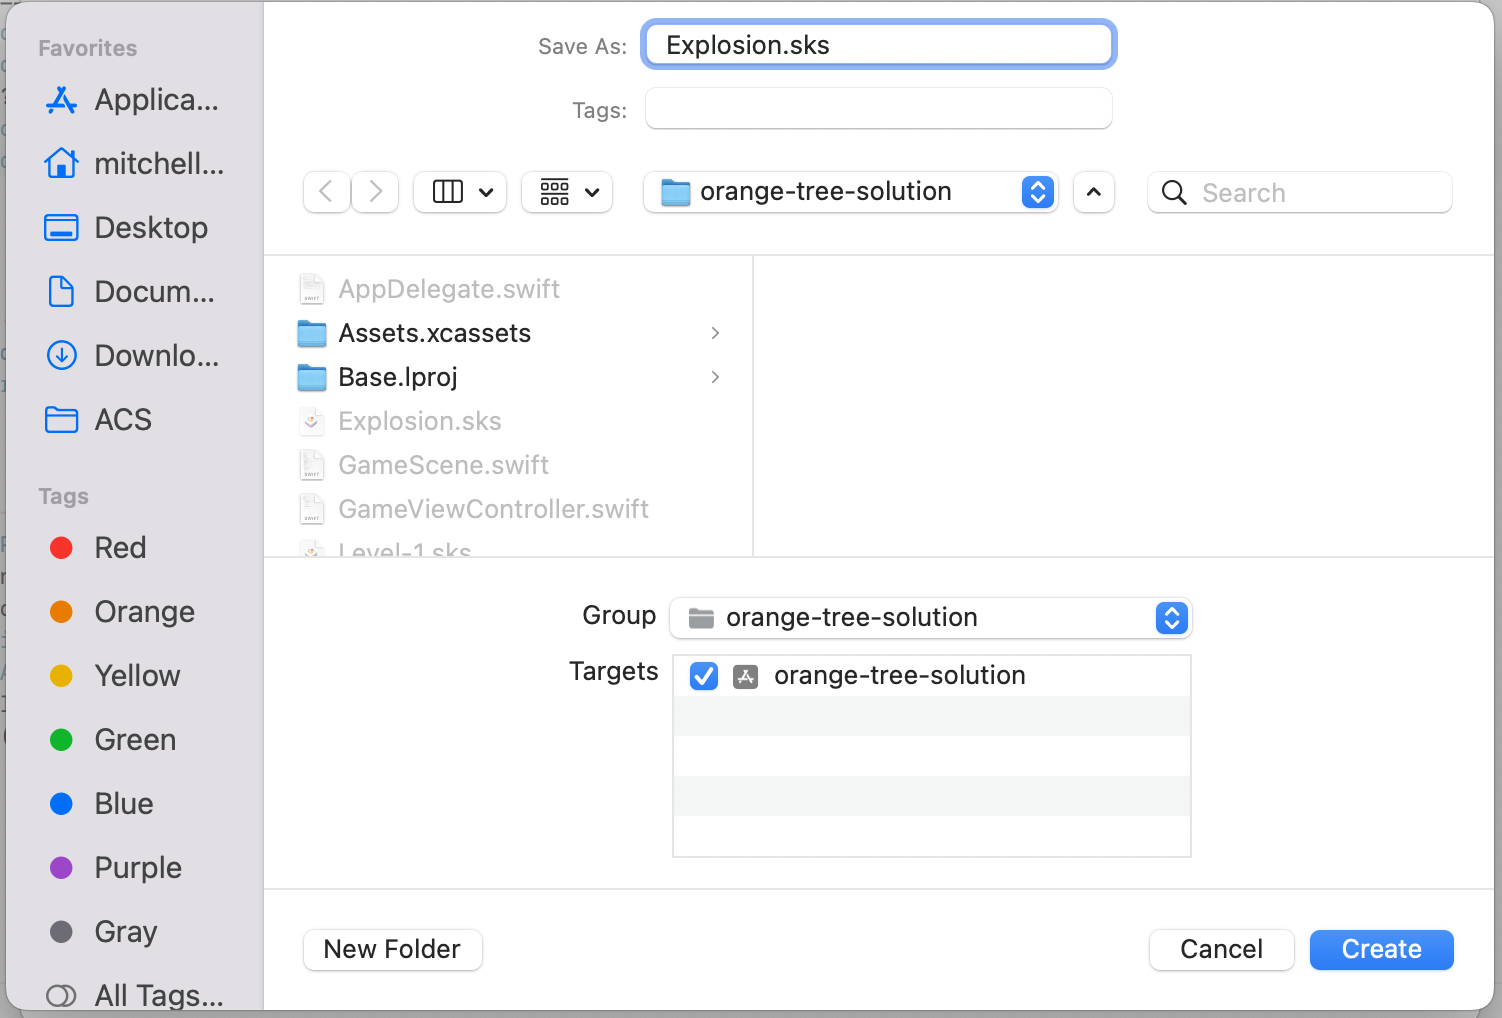 Favorites
Applica...
mitchell...
Desktop
Docum...
Downlo...
ACS
Tags
Red
Orange
Yellow
Green
Blue
Purple
Gray
All Tags...
Save As: Explosion.sks
Tags:
orange-tree-solution
Search
AppDelegate.swift
Assets.xcassets
Base.lproj
Explosion.sks
GameScene.swift
GameViewController.swift
Level-1.sks
Group orange-tree-solution
Targets orange-tree-solution
New Folder Cancel Create